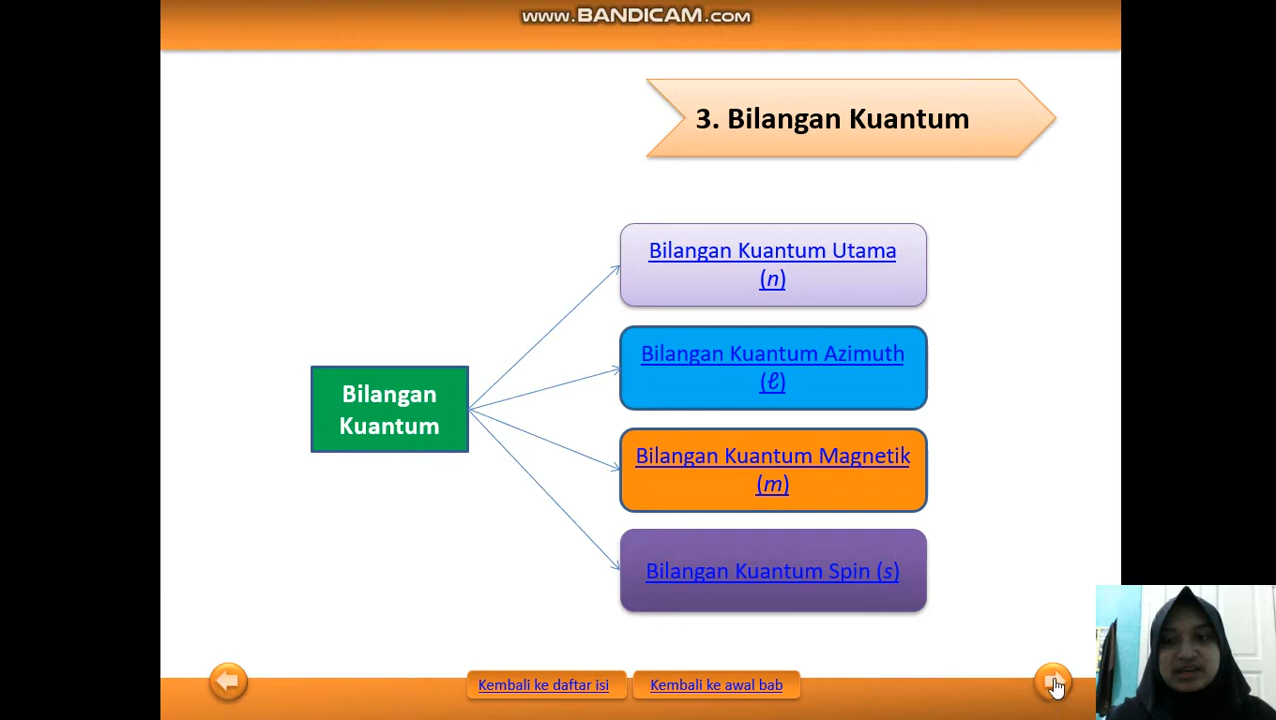 www.BANDICAM.com
3. Bilangan Kuantum
Bilangan Kuantum Utama
(n)
Bilangan Kuantum Azimuth
(ℓ)
Bilangan
Kuantum
Bilangan Kuantum Magnetik
(m)
Bilangan Kuantum Spin (s)
Kembali ke daftar isi
Kembali ke awal bab